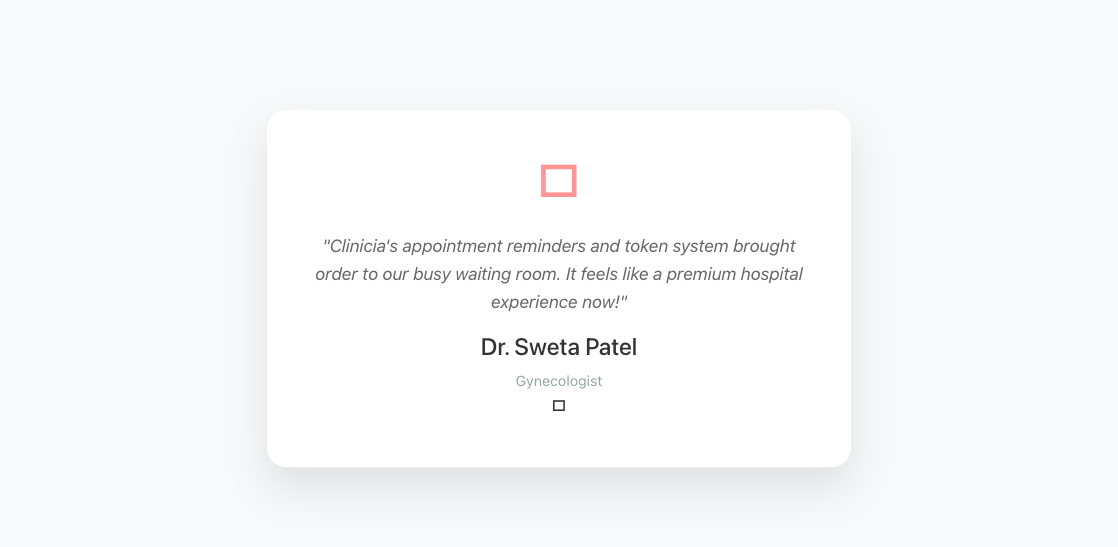 "Clinicia's appointment reminders and token system brought
order to our busy waiting room. It feels like a premium hospital
experience now!"
Dr. Sweta Patel
Gynecologist